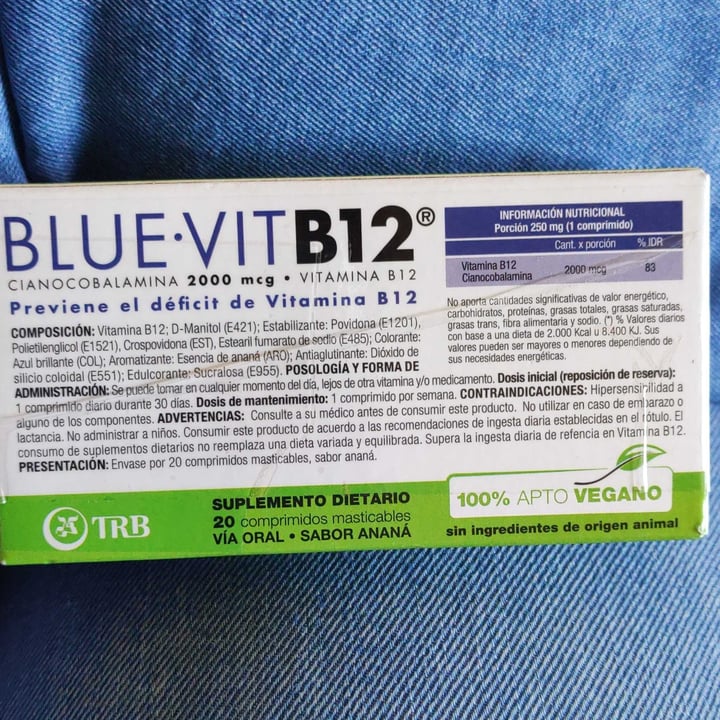 BLUE·VIT B12®
CIANOCOBALAMINA 2000 mcg • VITAMINA B12
Previene el déficit de Vitamina B12
INFORMACIÓN NUTRICIONAL
Porción 250 mg (1 comprimido)
Cant. x porción % IDR
Vitamina B12 Cianocobalamina 2000 mcg 83
No aporta cantidades significativas de valor energético,
carbohidratos, proteínas, grasas totales, grasas saturadas,
grasas trans, fibra alimentaria y sodio. (*) % Valores diarios
con base a una dieta de 2.000 Kcal u 8.400 KJ. Sus
valores pueden ser mayores o menores dependiendo de
sus necesidades energéticas.
COMPOSICIÓN: Vitamina B12; D-Manitol (E421); Estabilizante: Povidona (E1201),
Polietilenglicol (E1521), Crospovidona (EST), Estearil fumarato de sodio (E485); Colorante:
Azul brillante (COL); Aromatizante: Esencia de ananá (ARO); Antiaglutinante: Dióxido de
silicio coloidal (E551); Edulcorante: Sucralosa (E955). POSOLOGÍA Y FORMA DE
ADMINISTRACIÓN: Se puede tomar en cualquier momento del día, lejos de otra vitamina y/o medicamento. Dosis inicial (reposición de reserva):
1 comprimido diario durante 30 días. Dosis de mantenimiento: 1 comprimido por semana. CONTRAINDICACIONES: Hipersensibilidad a
alguno de los componentes. ADVERTENCIAS: Consulte a su médico antes de consumir este producto. No utilizar en caso de embarazo o
lactancia. No administrar a niños. Consumir este producto de acuerdo a las recomendaciones de ingesta diaria establecidas en el rótulo. El
consumo de suplementos dietarios no reemplaza una dieta variada y equilibrada. Supera la ingesta diaria de refencia en Vitamina B12.
PRESENTACIÓN: Envase por 20 comprimidos masticables, sabor ananá.
TRB
SUPLEMENTO DIETARIO
20 comprimidos masticables
VÍA ORAL • SABOR ANANÁ
100% APTO VEGANO
sin ingredientes de origen animal